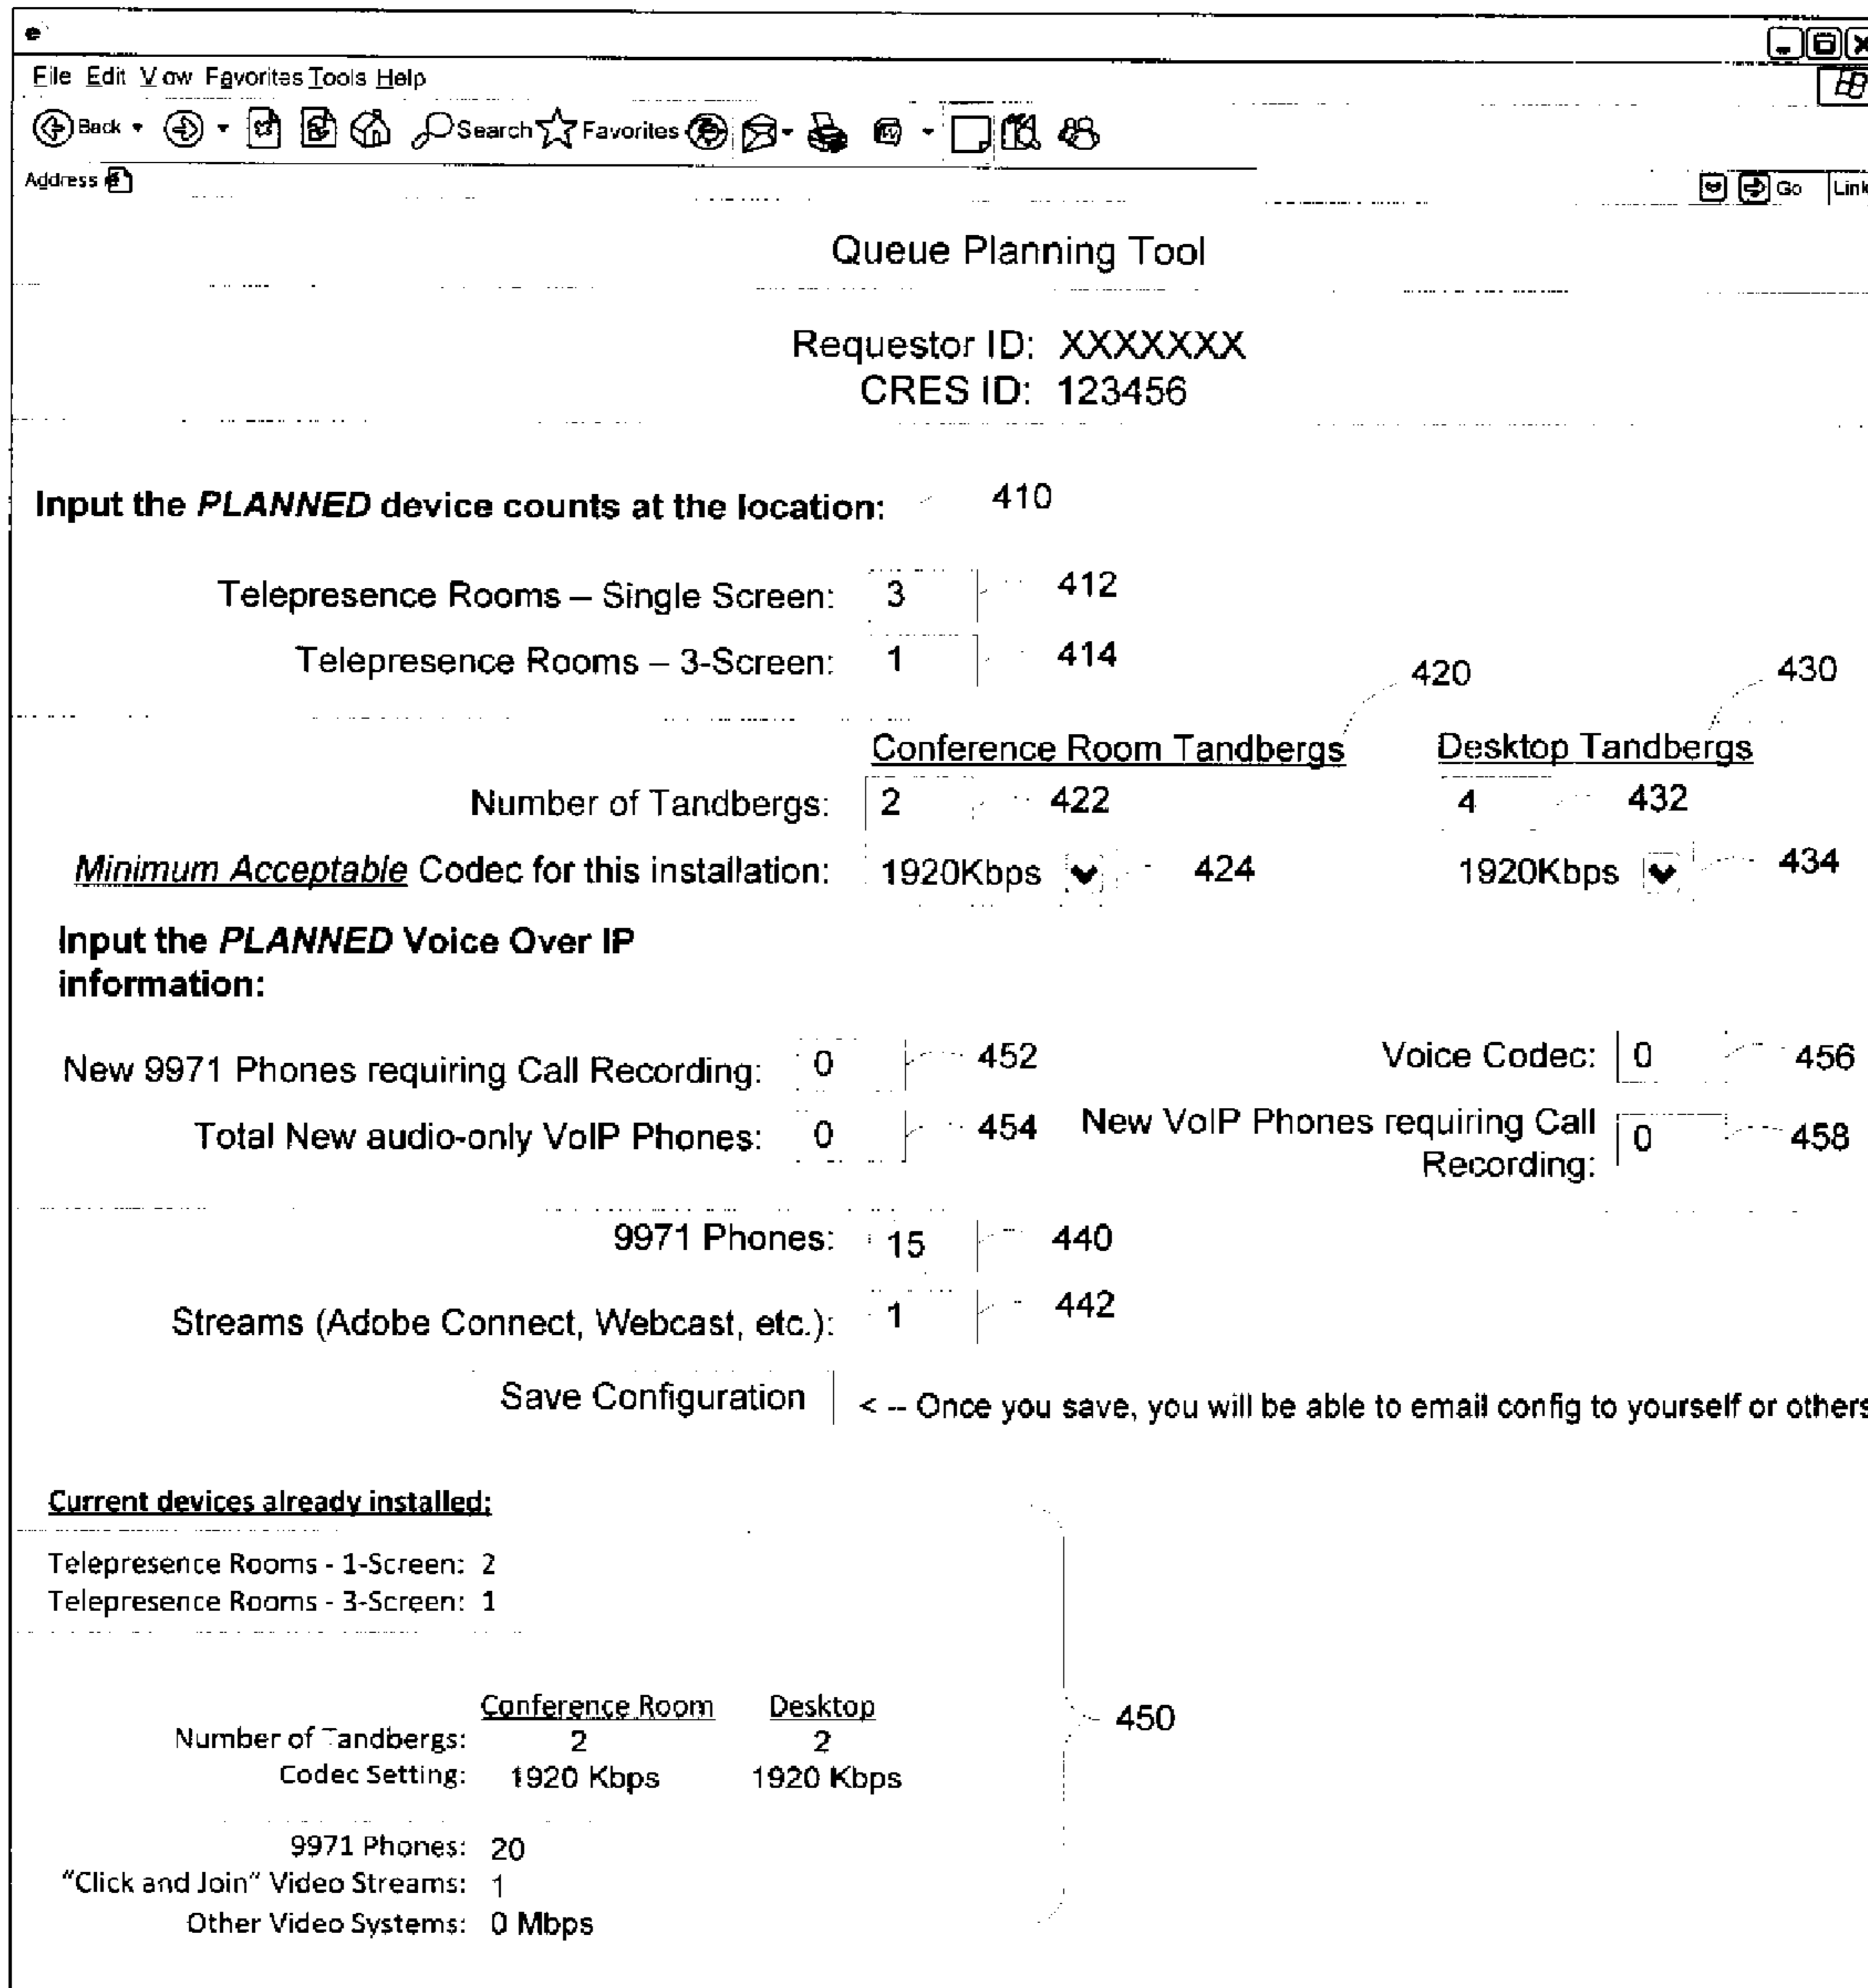 File Edit View Favorites Tools Help
Back Search Favorites
Address Go Link
Queue Planning Tool
Requestor ID: XXXXXXX
CRES ID: 123456
Input the PLANNED device counts at the location: 410
Telepresence Rooms – Single Screen: 3 412
Telepresence Rooms – 3-Screen: 1 414
420 430
Conference Room Tandbergs Desktop Tandbergs
Number of Tandbergs: 2 422 4 432
Minimum Acceptable Codec for this installation: 1920Kbps 424 1920Kbps 434
Input the PLANNED Voice Over IP
information:
New 9971 Phones requiring Call Recording: 0 452 Voice Codec: 0 456
Total New audio-only VoIP Phones: 0 454 New VoIP Phones requiring Call
Recording: 0 458
9971 Phones: 15 440
Streams (Adobe Connect, Webcast, etc.): 1 442
Save Configuration < -- Once you save, you will be able to email config to yourself or others
Current devices already installed:
Telepresence Rooms - 1-Screen: 2
Telepresence Rooms - 3-Screen: 1
Conference Room Desktop
Number of Tandbergs: 2 2
450
Codec Setting: 1920 Kbps 1920 Kbps
9971 Phones: 20
"Click and Join" Video Streams: 1
Other Video Systems: 0 Mbps